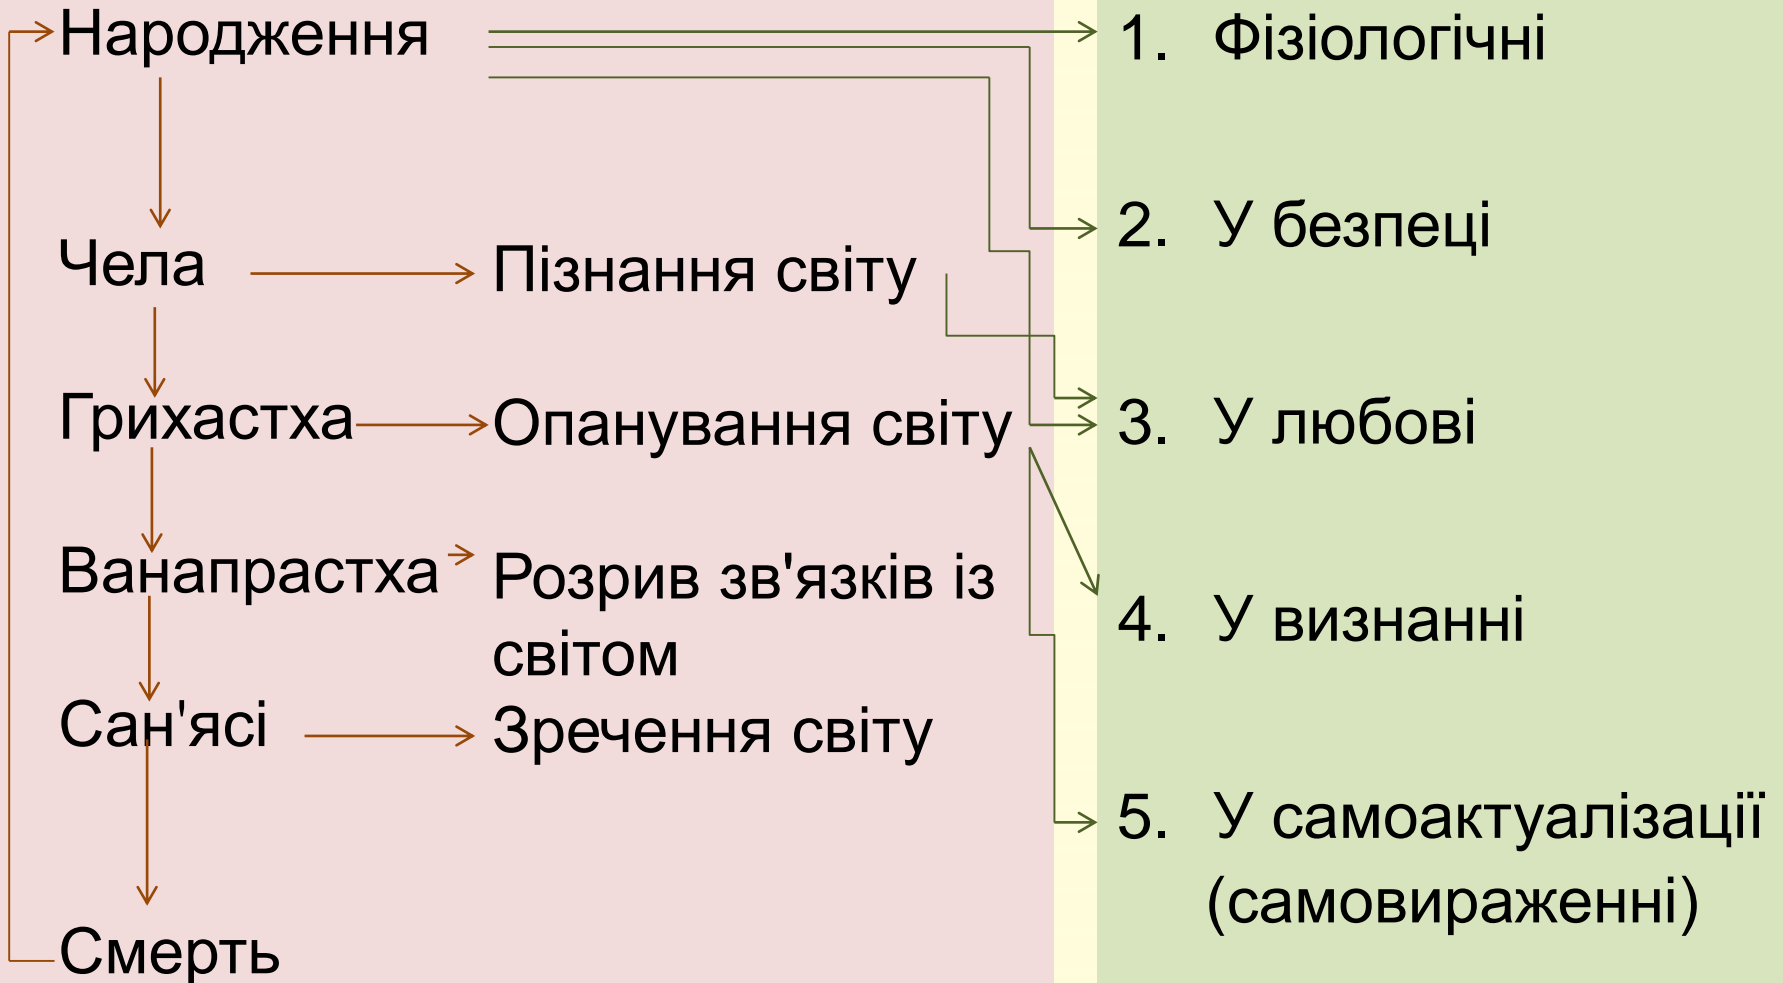 Народження
Чела
Пізнання світу
Грихастха
Опанування світу
Ванапрастха
Розрив зв'язків із
світом
Сан'ясі
Зречення світу
Смерть
1. Фізіологічні
2. У безпеці
3. У любові
4. У визнанні
5. У самоактуалізації
(самовираженні)